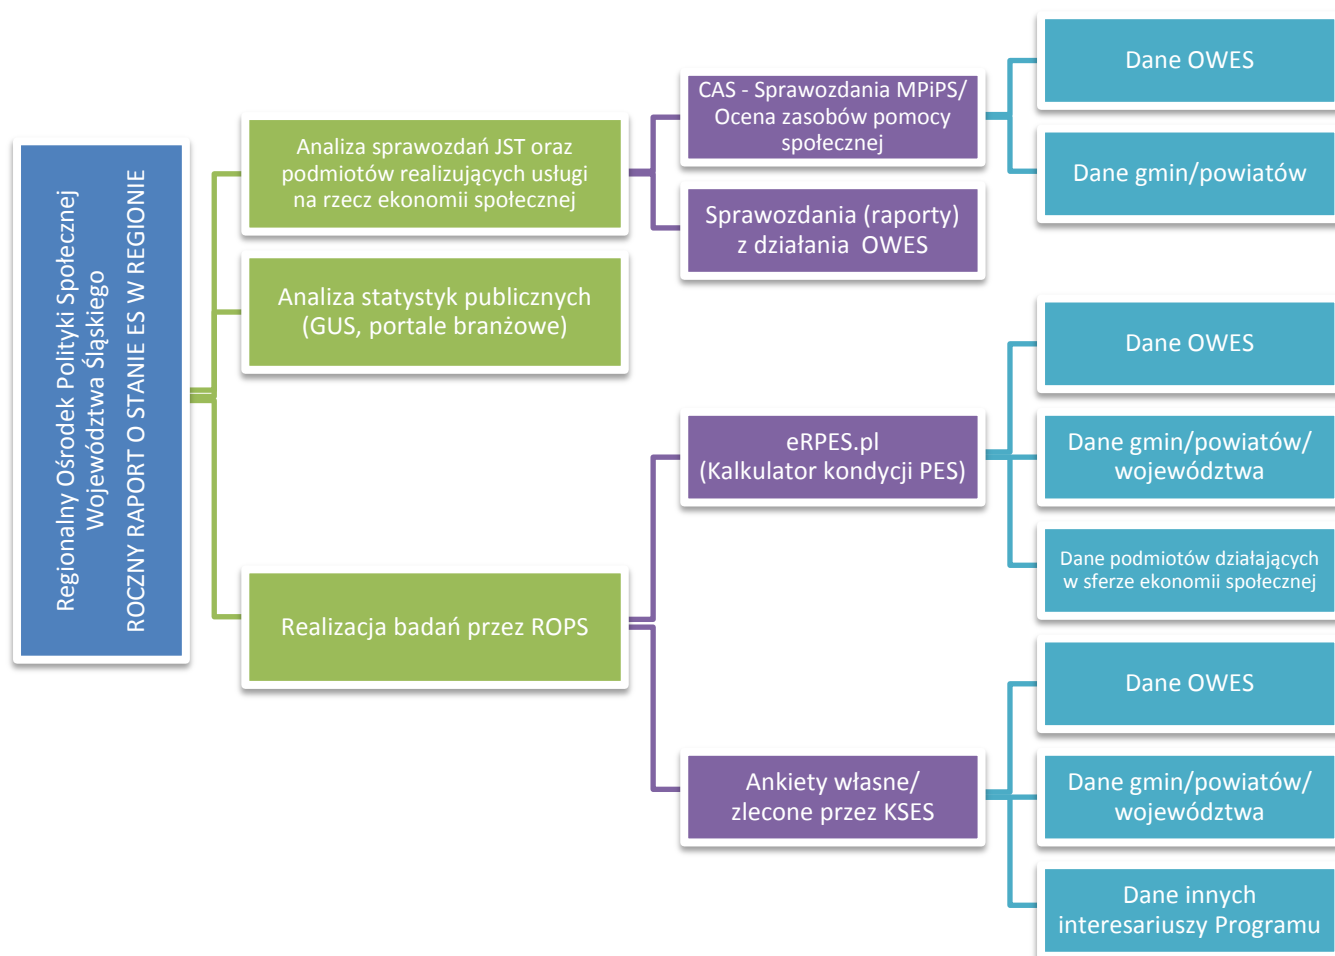 Regionalny Ośrodek Polityki Społecznej
Województwa Śląskiego
ROCZNY RAPORT O STANIE ES W REGIONIE
Analiza sprawozdań JST oraz
podmiotów realizujących usługi
na rzecz ekonomii społecznej
CAS - Sprawozdania MPiPS/
Ocena zasobów pomocy
społecznej
Dane OWES
Dane gmin/powiatów
Sprawozdania (raporty)
z działania OWES
Analiza statystyk publicznych
(GUS, portale branżowe)
Realizacja badań przez ROPS
eRPES.pl
(Kalkulator kondycji PES)
Dane OWES
Dane gmin/powiatów/
województwa
Dane podmiotów działających
w sferze ekonomii społecznej
Ankiety własne/
zlecone przez KSES
Dane OWES
Dane gmin/powiatów/
województwa
Dane innych
interesariuszy Programu